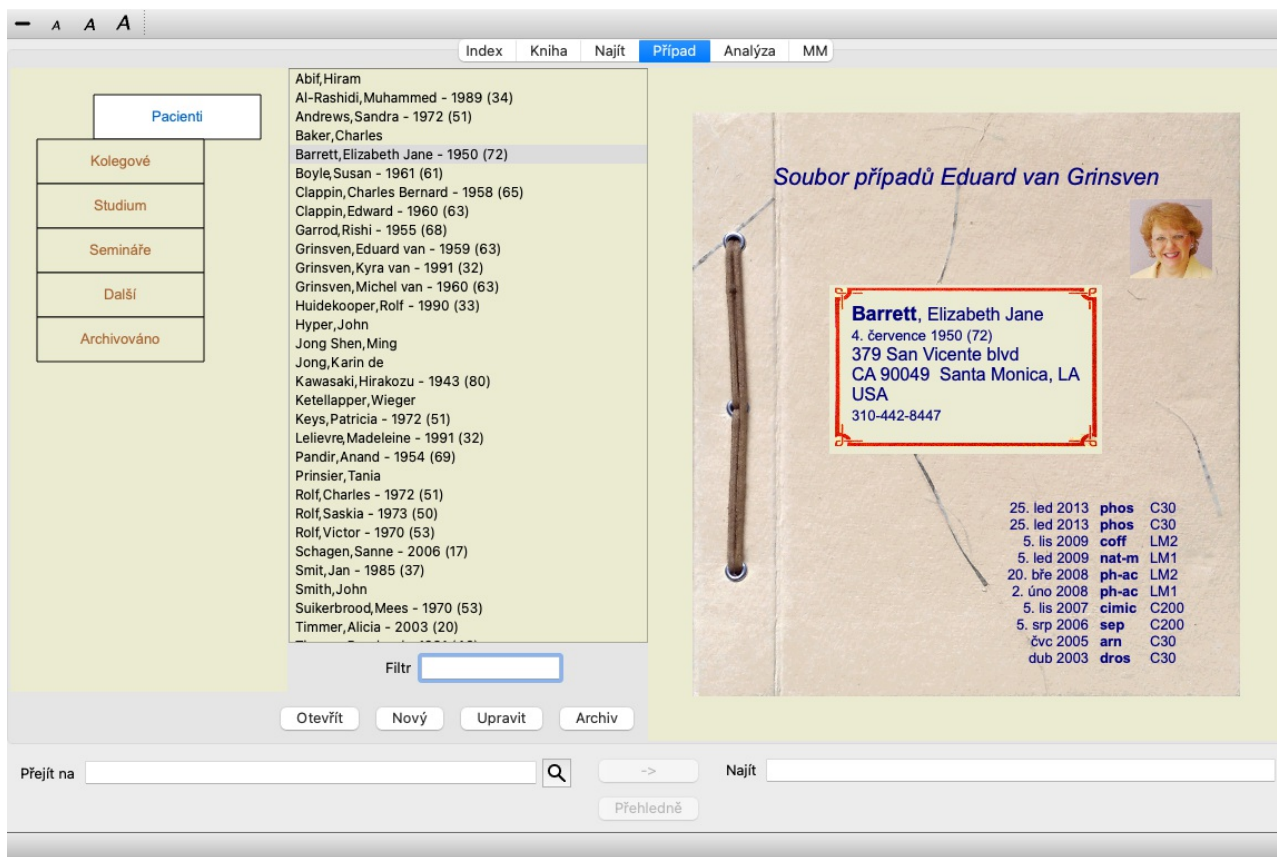 A A A
Index Kniha Najít Případ Analýza MM
Pacienti
Kolegové
Studium
Semináře
Další
Archivováno
Abif,Hiram
Al-Rashidi,Muhammed - 1989 (34)
Andrews,Sandra - 1972 (51)
Baker,Charles
Barrett,Elizabeth Jane - 1950 (72)
Boyle,Susan - 1961 (61)
Clappin,Charles Bernard - 1958 (65)
Clappin,Edward - 1960 (63)
Garrod,Rishi - 1955 (68)
Grinsven,Eduard van - 1959 (63)
Grinsven,Kyra van - 1991 (32)
Grinsven,Michel van - 1960 (63)
Huidekooper,Rolf - 1990 (33)
Hyper,John
Jong Shen,Ming
Jong,Karin de
Kawasaki,Hirakozu - 1943 (80)
Ketellapper,Wieger
Keys,Patricia - 1972 (51)
Lelievre,Madeleine - 1991 (32)
Pandir,Anand - 1954 (69)
Prinsier,Tania
Rolf,Charles - 1972 (51)
Rolf,Saskia - 1973 (50)
Rolf,Victor - 1970 (53)
Schagen,Sanne - 2006 (17)
Smit,Jan - 1985 (37)
Smith,John
Suikerbrood,Mees - 1970 (53)
Timmer,Alicia - 2003 (20)
Filtr
Otevřít Nový Upravit Archiv
Soubor případů Eduard van Grinsven
Barrett, Elizabeth Jane
4. července 1950 (72)
379 San Vicente blvd
CA 90049 Santa Monica, LA
USA
310-442-8447
25. led 2013 phos C30
25. led 2013 phos C30
5. lis 2009 coff LM2
5. led 2009 nat-m LM1
20. bře 2008 ph-ac LM2
2. úno 2008 ph-ac LM1
5. lis 2007 cimic C200
5. srp 2006 sep C200
čvc 2005 arn C30
dub 2003 dros C30
Přejít na -> Najít
Přehledně